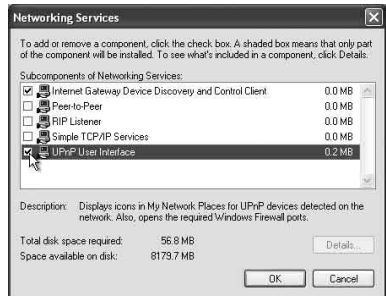 Networking Services
To add or remove a component, click the check box. A shaded box means that only part
of the component will be installed. To see what's included in a component, click Details.
Subcomponents of Networking Services:
Internet Gateway Device Discovery and Control Client 0.0 MB
Peer-to-Peer 0.0 MB
RIP Listener 0.0 MB
Simple TCP/IP Services 0.0 MB
UPnP User Interface 0.2 MB
Description: Displays icons in My Network Places for UPnP devices detected on the
network. Also, opens the required Windows Firewall ports.
Total disk space required: 56.8 MB
Space available on disk: 8179.7 MB
Details...
OK Cancel